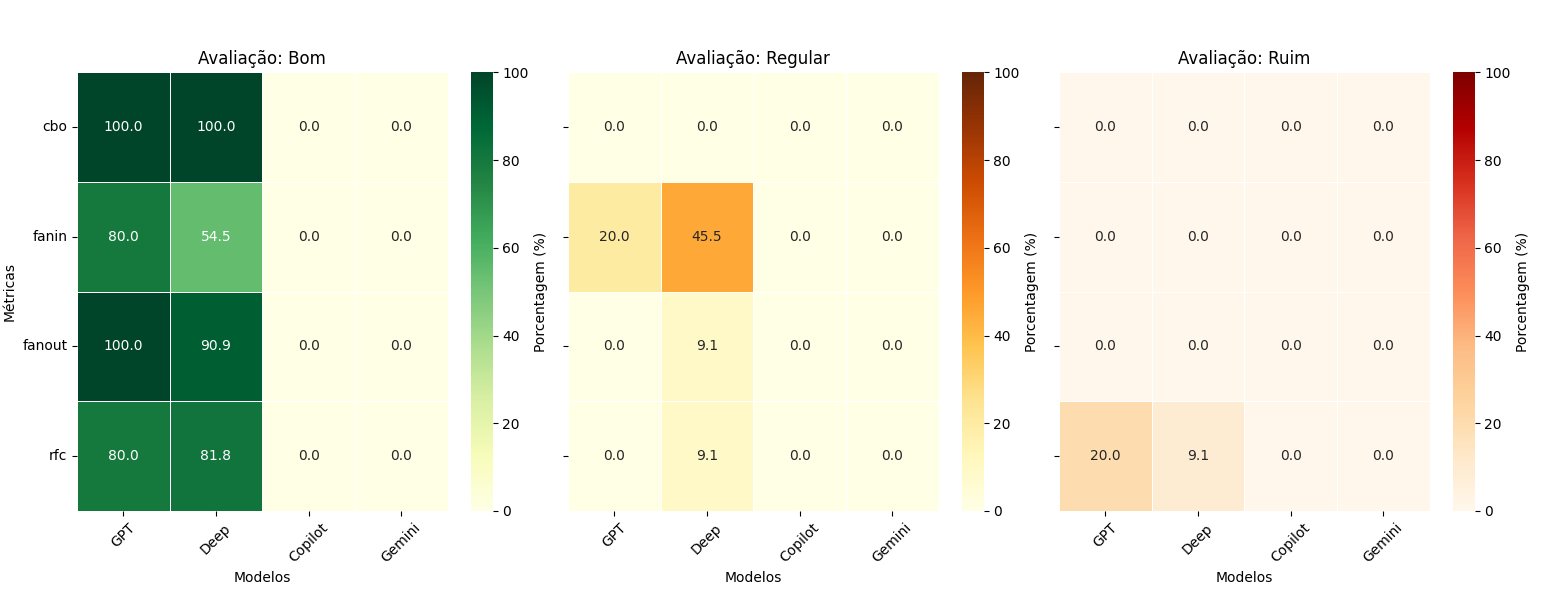 Avaliação: Bom
Avaliação: Regular
Avaliação: Ruim
Métricas
cbo
100.0
100.0
0.0
0.0
fanin
80.0
54.5
0.0
0.0
fanout
100.0
90.9
0.0
0.0
rfc
80.0
81.8
0.0
0.0
GPT
Deep
Copilot
Gemini
Modelos
100
80
60
40
20
0
Porcentagem (%)
0.0
0.0
0.0
0.0
20.0
45.5
0.0
0.0
0.0
9.1
0.0
0.0
0.0
9.1
0.0
0.0
GPT
Deep
Copilot
Gemini
Modelos
100
80
60
40
20
0
Porcentagem (%)
0.0
0.0
0.0
0.0
0.0
0.0
0.0
0.0
0.0
0.0
0.0
0.0
20.0
9.1
0.0
0.0
GPT
Deep
Copilot
Gemini
Modelos
100
80
60
40
20
0
Porcentagem (%)